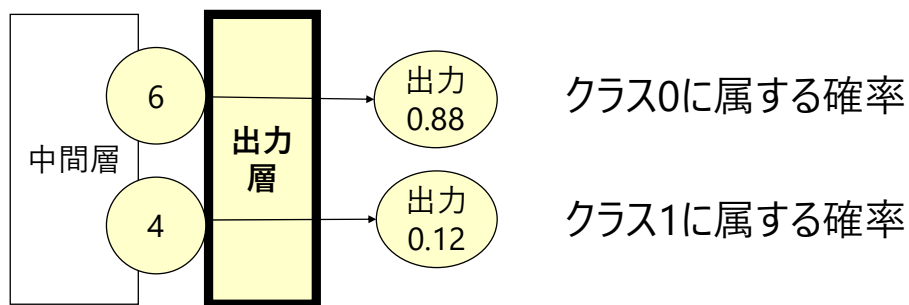 中間層
6
4
出力
層
出力
0.88
出力
0.12
クラス0に属する確率
クラス1に属する確率